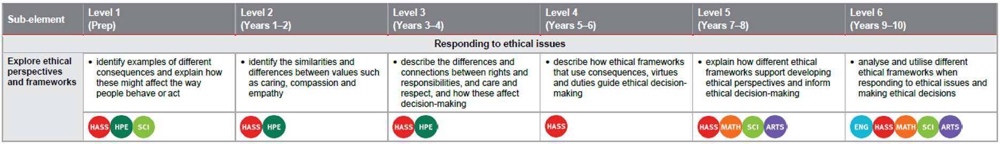 Sub-element
Level 1
(Prep)
Level 2
(Years 1–2)
Level 3
(Years 3–4)
Level 4
(Years 5–6)
Level 5
(Years 7–8)
Level 6
(Years 9–10)
Responding to ethical issues
Explore ethical
perspectives
and frameworks
• identify examples of different
consequences and explain how
these might affect the way
people behave or act
• identify the similarities and
differences between values such
as caring, compassion and
empathy
• describe the differences and
connections between rights and
responsibilities, and care and
respect, and how these affect
decision-making
• describe how ethical frameworks
that use consequences, virtues
and duties guide ethical decision-
making
• explain how different ethical
frameworks support developing
ethical perspectives and inform
ethical decision-making
• analyse and utilise different
ethical frameworks when
responding to ethical issues and
making ethical decisions
HASS HPE SCI
HASS HPE
HASS HPE
HASS
HASS MATH SCI ARTS
ENG HASS MATH SCI ARTS